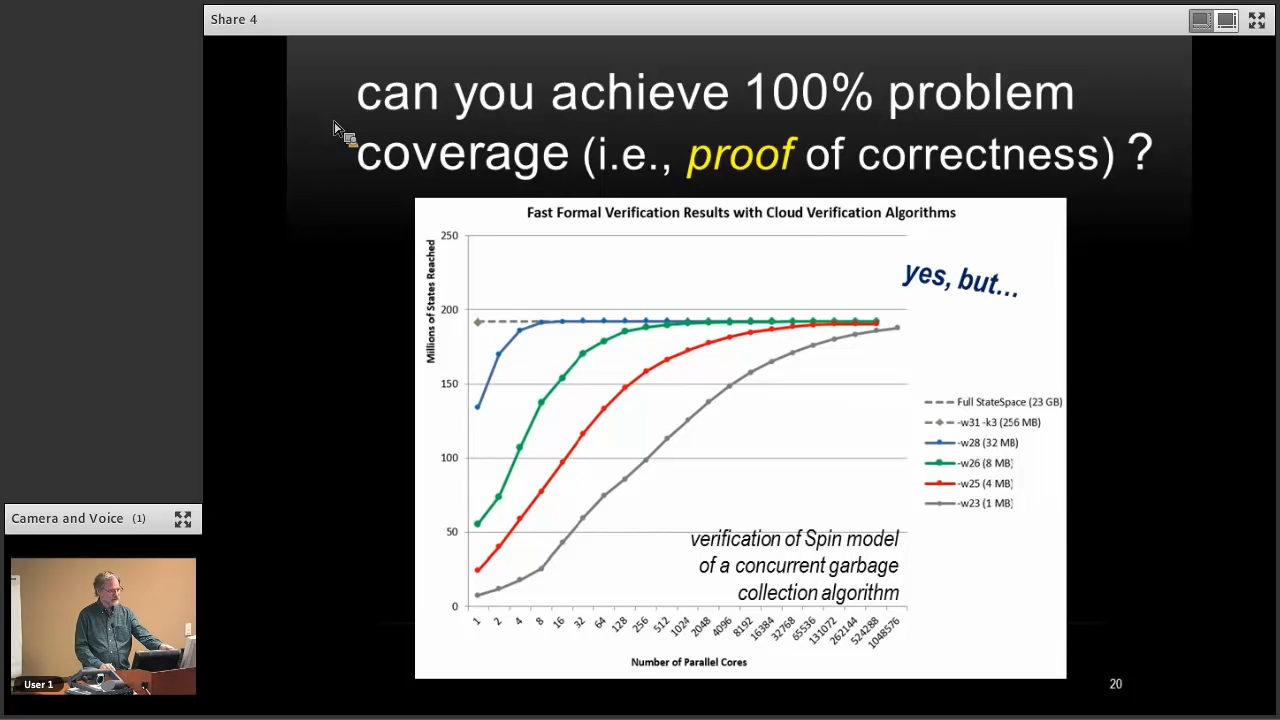 Share 4
can you achieve 100% problem
coverage (i.e., proof of correctness) ?
Fast Formal Verification Results with Cloud Verification Algorithms
yes, but...
Millions of States Reached
250
200
150
100
50
0
Full StateSpace (23 GB)
-w31 -k3 (256 MB)
-w28 (32 MB)
-w26 (8 MB)
-w25 (4 MB)
-w23 (1 MB)
verification of Spin model
of a concurrent garbage
collection algorithm
1 2 4 8 16 32 64 128 256 512 1024 2048 4096 8192 16384 32768 65536 131072 262144 524288 1048576
Number of Parallel Cores
20
Camera and Voice (1)
User 1